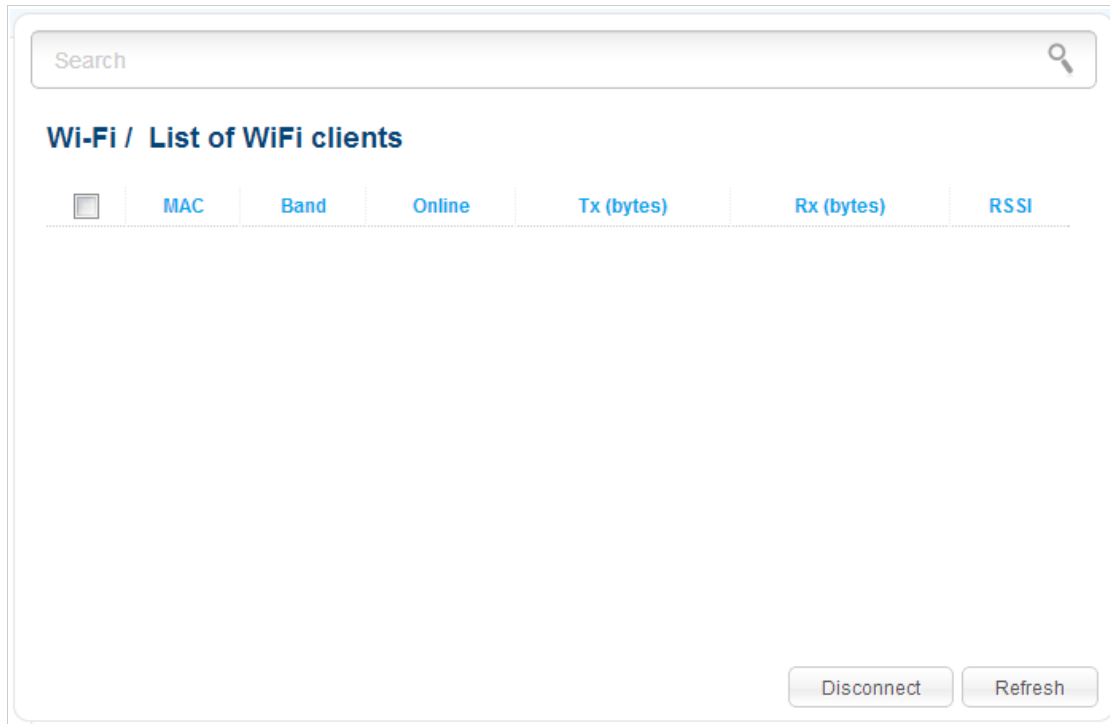 Search
Wi-Fi /  List of WiFi clients
MAC Band Online Tx (bytes) Rx (bytes) RSSI
Disconnect Refresh